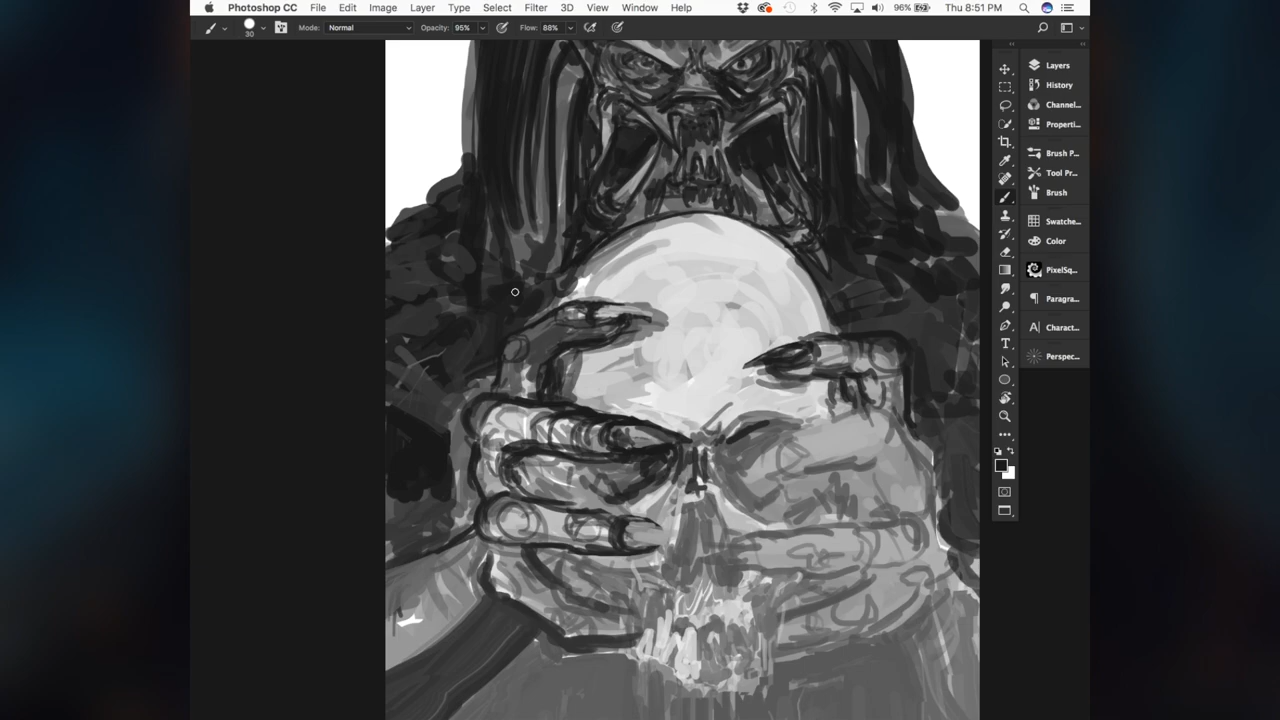 Photoshop CC File Edit Image Layer Type Select Filter 3D View Window Help 96% Thu 8:51 PM
30 Mode: Normal Opacity: 95% Flow: 88%
Layers
History
Channel...
Properti...
Brush P...
Tool Pr...
Brush
Swatche...
Color
PixelSq...
Paragra...
Charact...
Perspec...